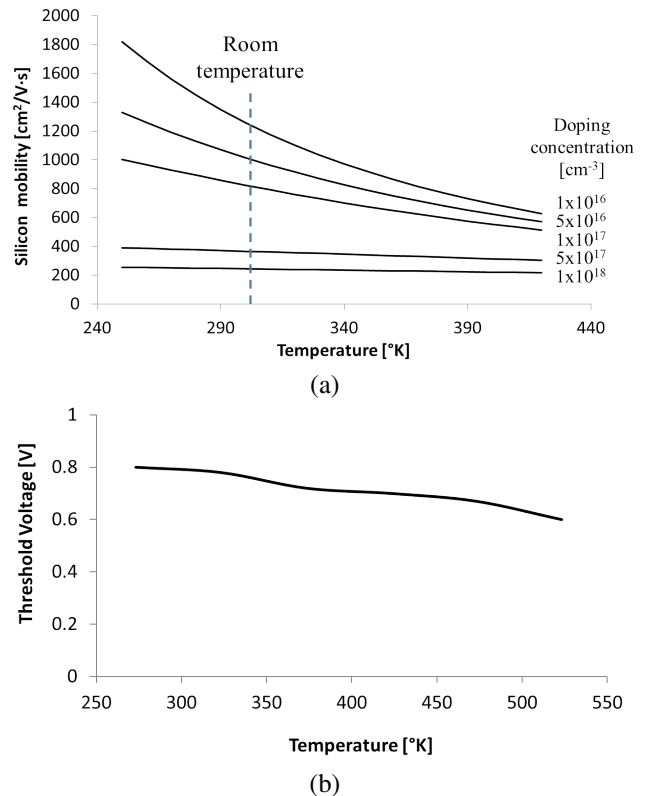 2000
1800
1600
1400
1200
1000
800
600
400
200
0
Silicon mobility [cm²/V·s]
Room
temperature
Doping
concentration
[cm⁻³]
1x10¹⁶
5x10¹⁶
1x10¹⁷
5x10¹⁷
1x10¹⁸
240 290 340 390 440
Temperature [°K]
(a)
1
0.8
0.6
0.4
0.2
0
Threshold Voltage [V]
250 300 350 400 450 500 550
Temperature [°K]
(b)